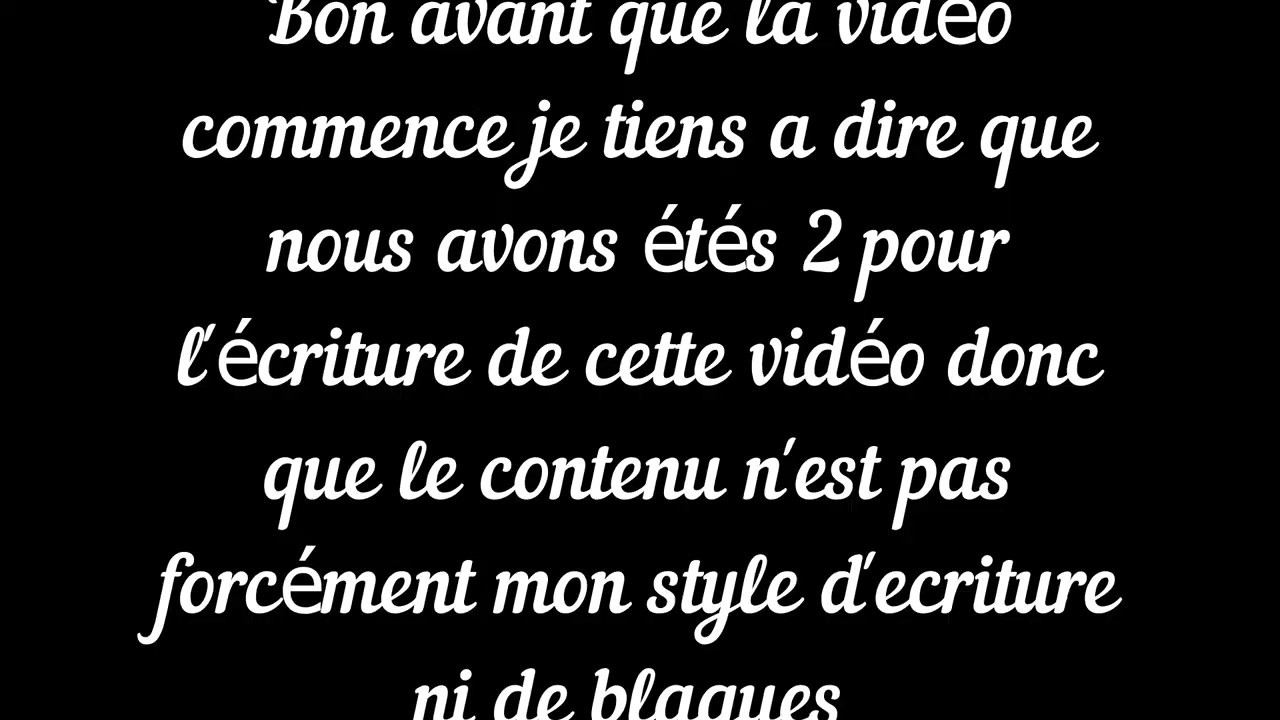 Bon avant que la vidéo
commence je tiens a dire que
nous avons étés 2 pour
l'écriture de cette vidéo donc
que le contenu n'est pas
forcément mon style d'ecriture
ni de blagues